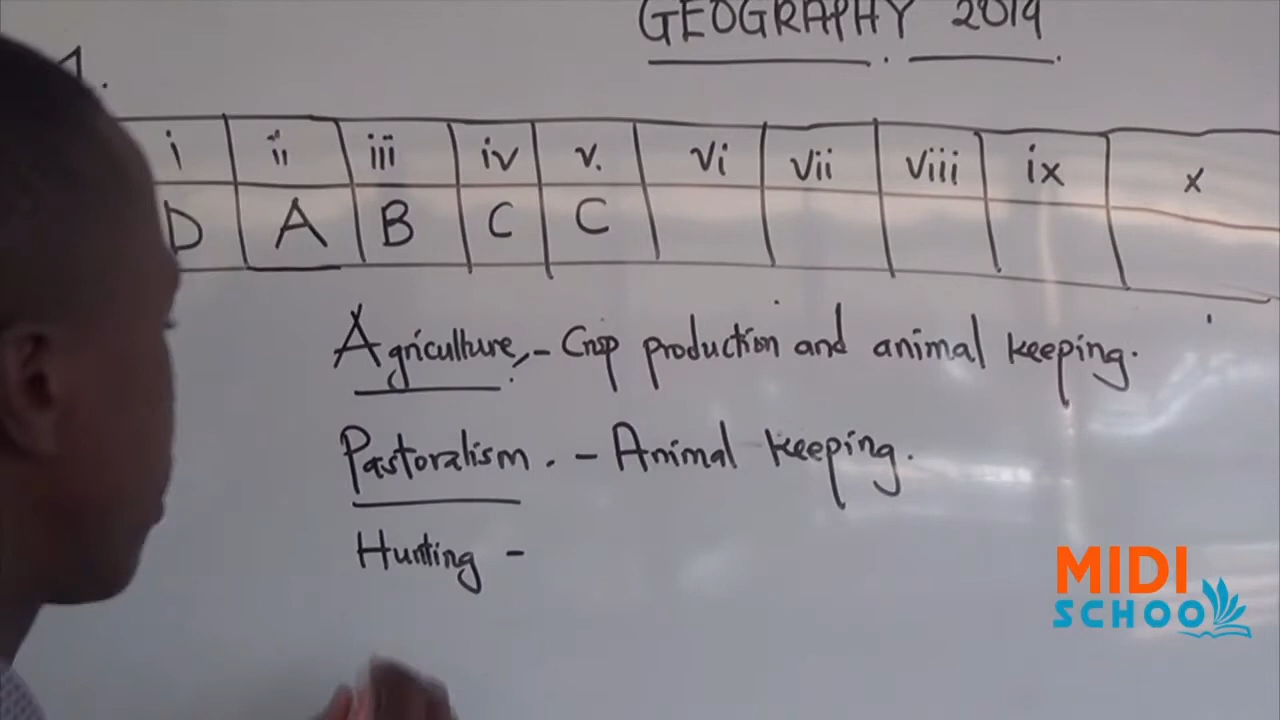 GEOGRAPHY 2019
1.
i ii iii iv v. vi vii viii ix x
D A B C C
Agriculture, - Crop production and animal keeping.
Pastoralism. - Animal keeping.
Hunting -
MIDI
SCHOO